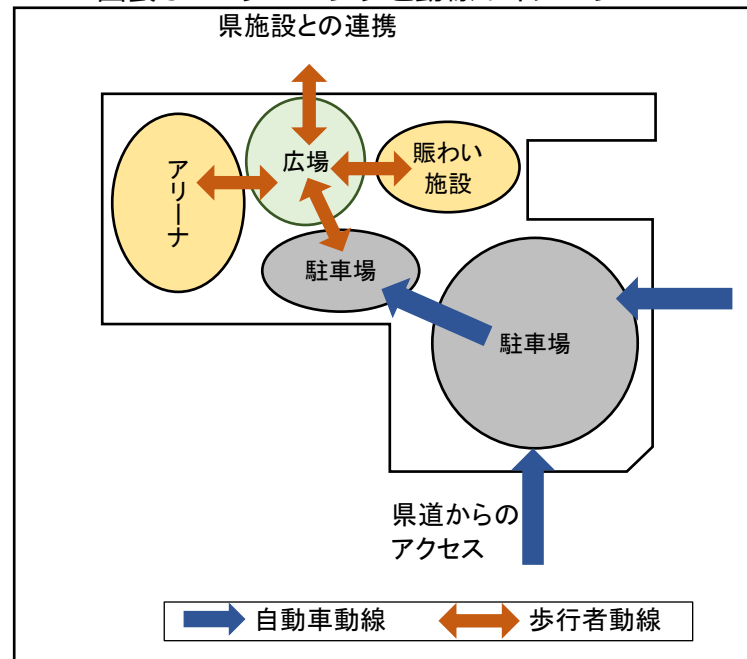 県施設との連携
広場
賑わい
施設
アリーナ
駐車場
駐車場
県道からの
アクセス
自動車動線
歩行者動線